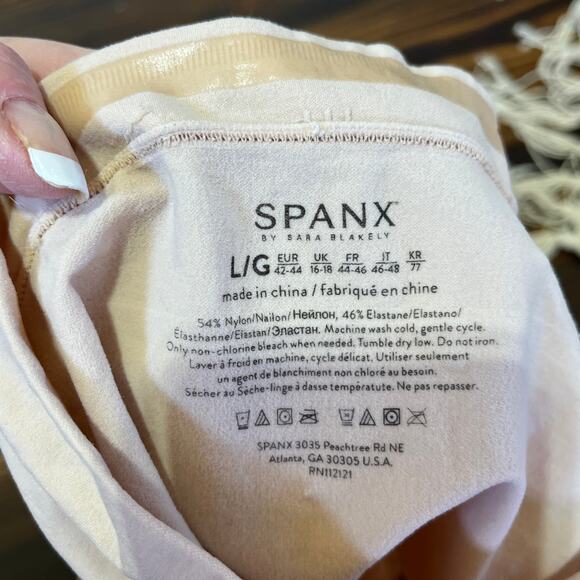 SPANX™
BY SARA BLAKELY
L/G EUR 42-44 UK 16-18 FR 44-46 IT 46-48 KR 77
made in china / fabriqué en chine
54% Nylon/Nailon/Нейлон, 46% Elastane/Elastano/
Élasthanne/Elastan/Эластан. Machine wash cold, gentle cycle.
Only non-chlorine bleach when needed. Tumble dry low. Do not iron.
Laver à froid en machine, cycle délicat. Utiliser seulement
un agent de blanchiment non chloré au besoin.
Sécher au Sèche-linge à dasse température. Ne pas repasser.
SPANX 3035 Peachtree Rd NE
Atlanta, GA 30305 U.S.A.
RN112121